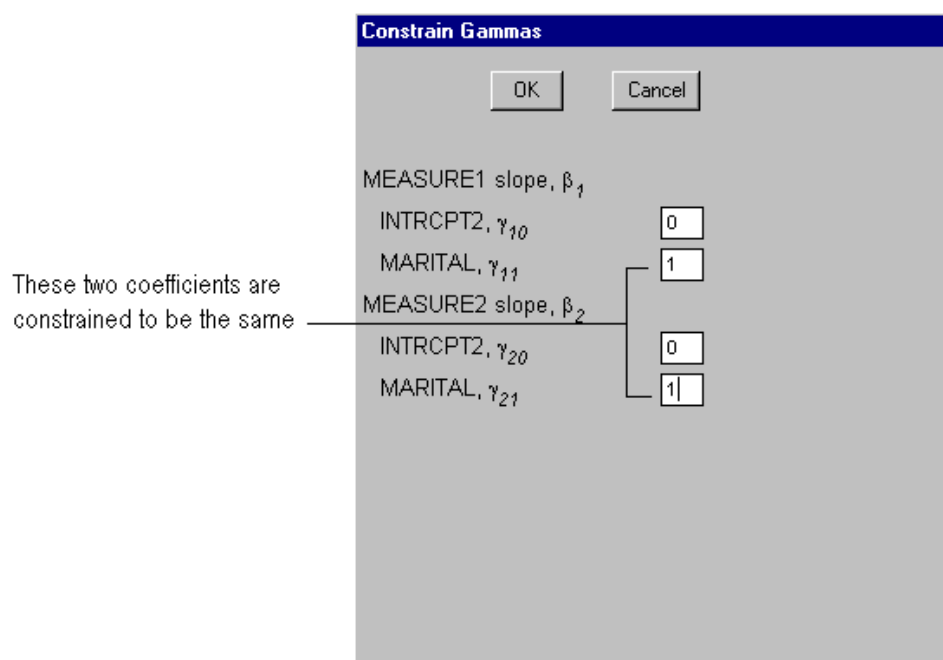 Constrain Gammas
OK Cancel
MEASURE1 slope, β1
INTRCPT2, γ10 0
MARITAL, γ11 1
These two coefficients are
constrained to be the same
MEASURE2 slope, β2
INTRCPT2, γ20 0
MARITAL, γ21 1